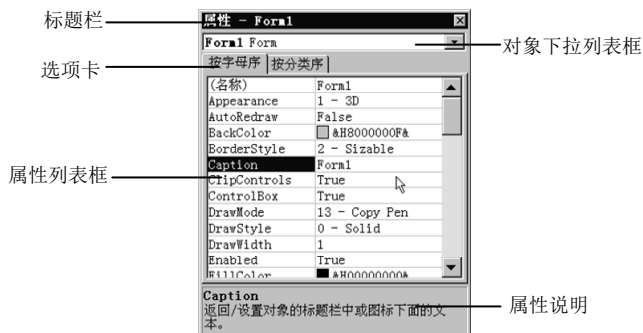 标题栏
属性 - Form1
Form1 Form
对象下拉列表框
选项卡
按字母序 按分类序
(名称) Form1
Appearance 1 - 3D
AutoRedraw False
BackColor &H8000000F&
BorderStyle 2 - Sizable
属性列表框
Caption Form1
ClipControls True
ControlBox True
DrawMode 13 - Copy Pen
DrawStyle 0 - Solid
DrawWidth 1
Enabled True
FillColor &H00000000&
Caption
返回/设置对象的标题栏中或图标下面的文
本。
属性说明